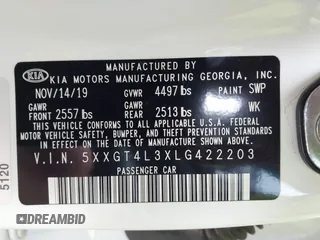 KIA
KIA MOTORS MANUFACTURING GEORGIA, INC.
NOV/14/19 GVWR 4497 lbs PAINT SWP
GAWR FRONT 2557 lbs GAWR REAR 2513 lbs WK
THIS VEHICLE CONFORMS TO ALL APPLICABLE
U.S. FEDERAL MOTOR VEHICLE
SAFETY, BUMPER, AND THEFT
PREVENTION STANDARDS IN EFFECT ON THE
DATE OF MANUFACTURE SHOWN ABOVE.
V.I.N. 5XXGT4L3XLG422203
PASSENGER CAR
5120
DREAMBID